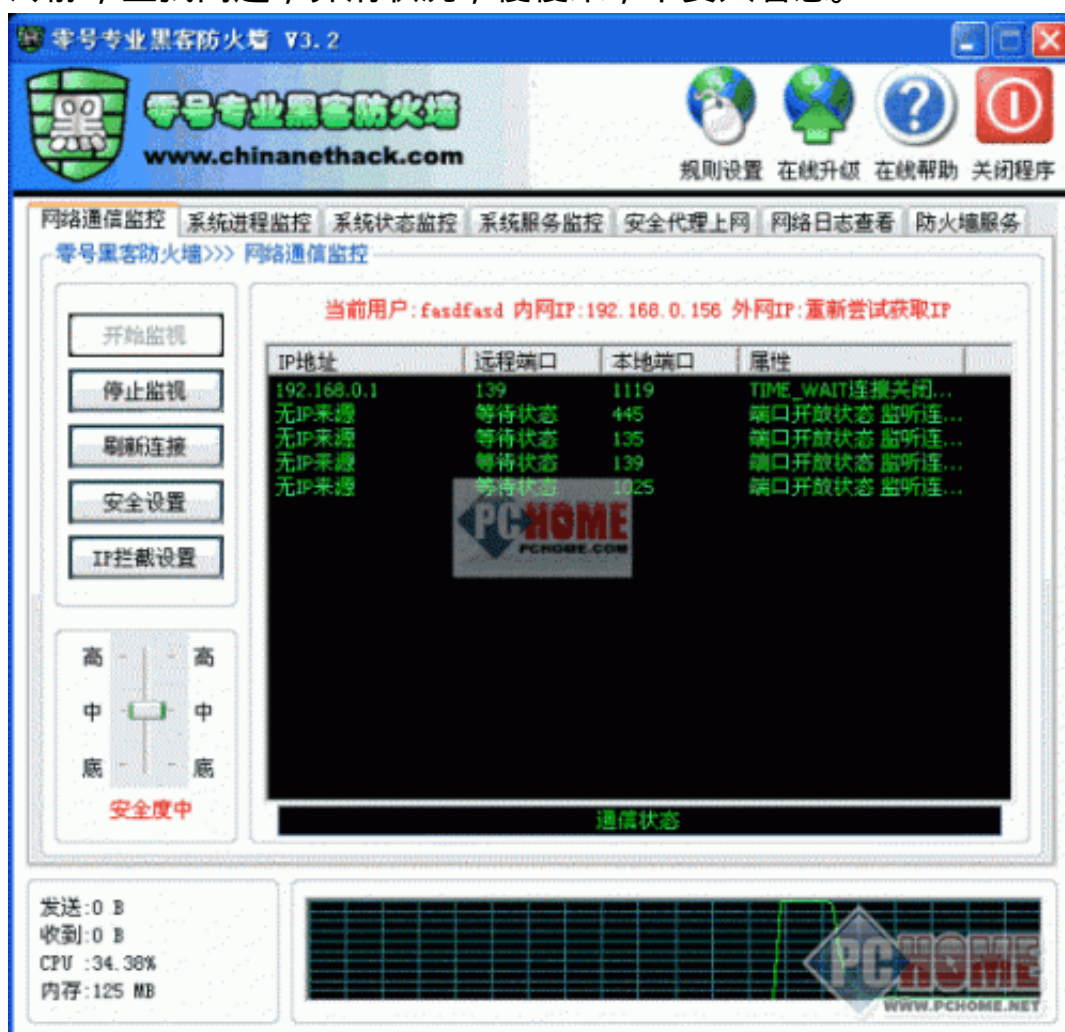 零号专业黑客防火墙 V3.2
零号专业黑客防火墙
www.chinanethack.com
规则设置 在线升级 在线帮助 关闭程序
网络通信监控 系统进程监控 系统状态监控 系统服务监控 安全代理上网 网络日志查看 防火墙服务
零号黑客防火墙>>> 网络通信监控
当前用户:fasdfasd 内网IP:192.168.0.156 外网IP:重新尝试获取IP
开始监视
停止监视
刷新连接
安全设置
IP拦截设置
IP地址 远程端口 本地端口 属性
192.168.0.1 139 1119 TIME_WAIT连接关闭...
无IP来源 等待状态 445 端口开放状态 监听连...
无IP来源 等待状态 135 端口开放状态 监听连...
无IP来源 等待状态 139 端口开放状态 监听连...
无IP来源 等待状态 1025 端口开放状态 监听连...
PCHOME
PCHOME.COM
高 高
中 中
底 底
安全度中
通信状态
发送:0 B
收到:0 B
CPU :34.38%
内存:125 MB
PCHOME
WWW.PCHOME.NET